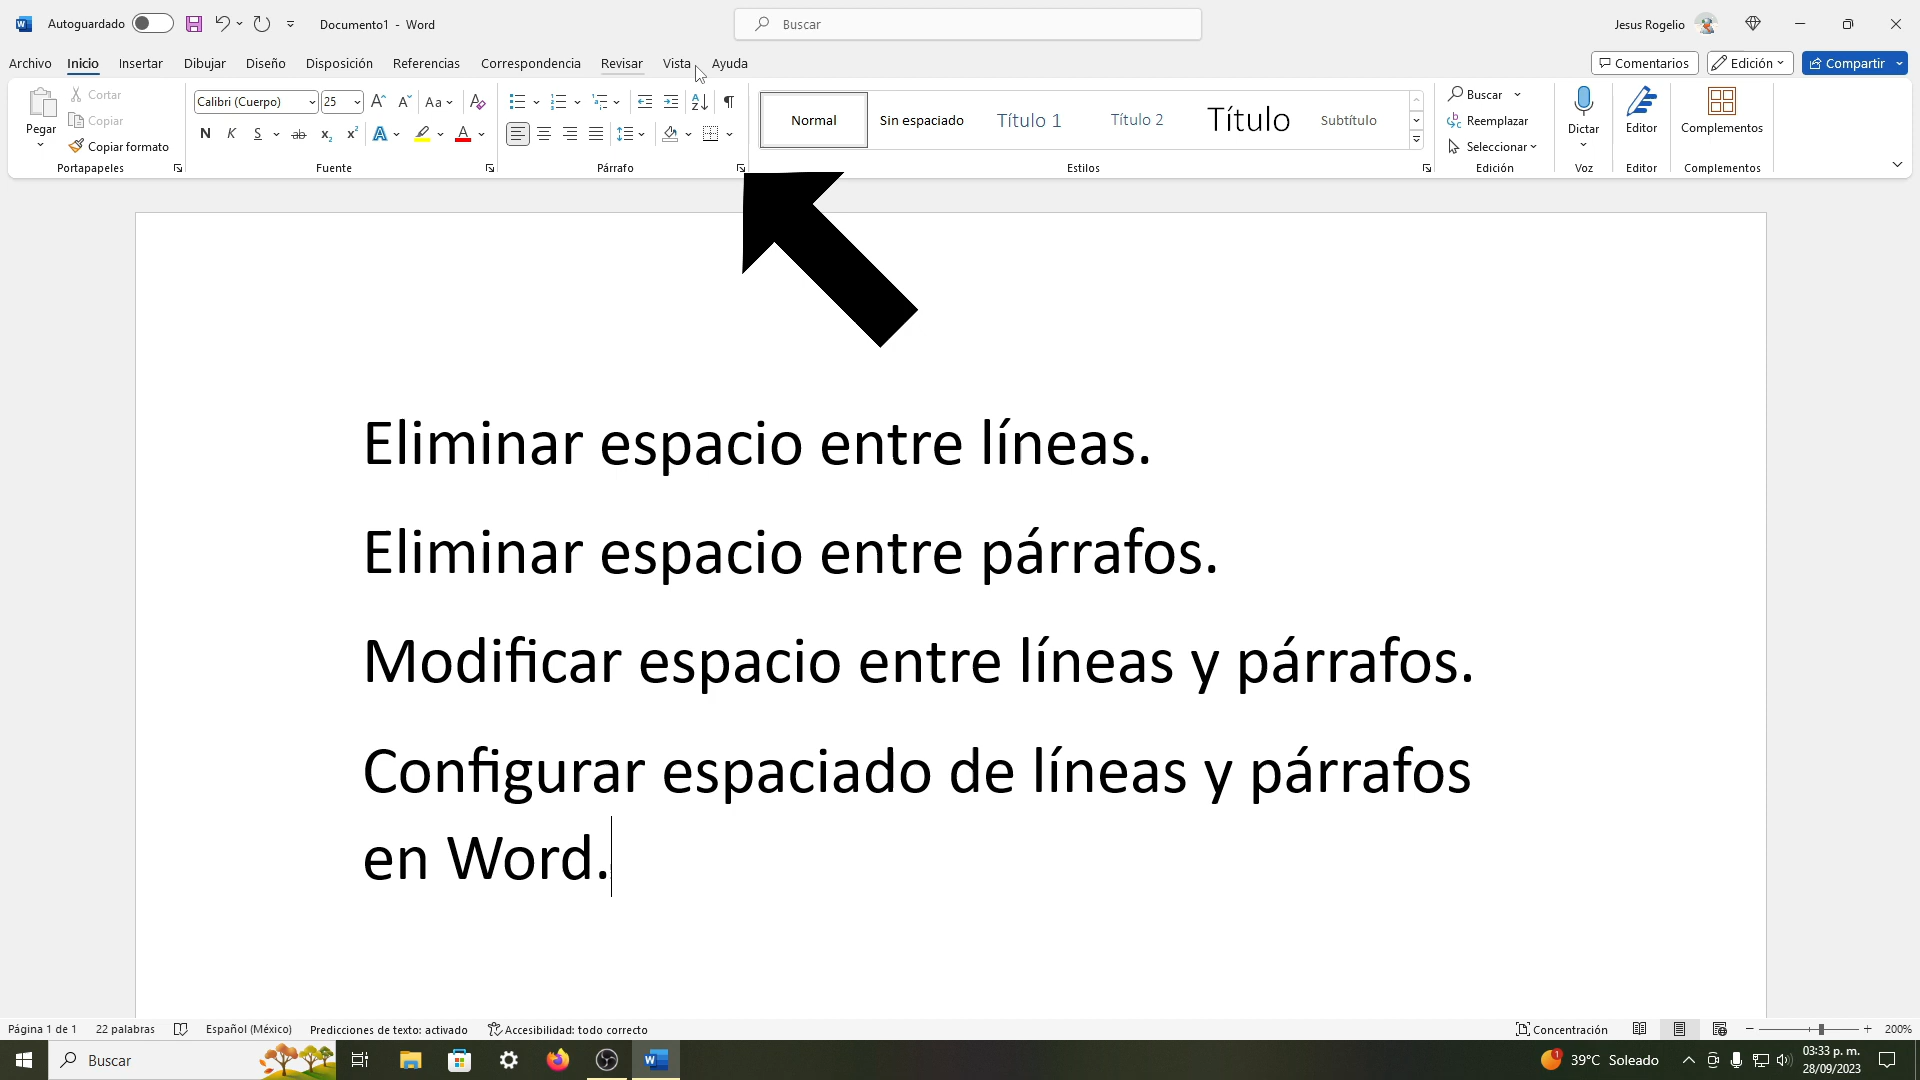 Autoguardado
Documento1 - Word
Buscar
Jesus Rogelio
Archivo Inicio Insertar Dibujar Diseño Disposición Referencias Correspondencia Revisar Vista Ayuda
Comentarios Edición Compartir
Pegar
Cortar
Copiar
Copiar formato
Portapapeles
Calibri (Cuerpo) 25 Aa
N K S ab x2 x2 A A
Fuente
Párrafo
Normal Sin espaciado Título 1 Título 2 Título Subtítulo
Estilos
Buscar
Reemplazar
Seleccionar
Edición
Dictar
Voz
Editor
Editor
Complementos
Complementos
Eliminar espacio entre líneas.
Eliminar espacio entre párrafos.
Modificar espacio entre líneas y párrafos.
Configurar espaciado de líneas y párrafos
en Word.
Página 1 de 1 22 palabras Español (México) Predicciones de texto: activado Accesibilidad: todo correcto
Concentración 200%
Buscar
1 39°C Soleado
03:33 p. m.
28/09/2023